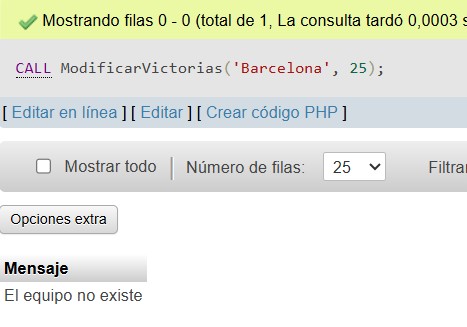 Mostrando filas 0 - 0 (total de 1, La consulta tardó 0,0003 s
CALL ModificarVictorias('Barcelona', 25);
[ Editar en línea ] [ Editar ] [ Crear código PHP ]
Mostrar todo | Número de filas: 25 Filtra
Opciones extra
Mensaje
El equipo no existe